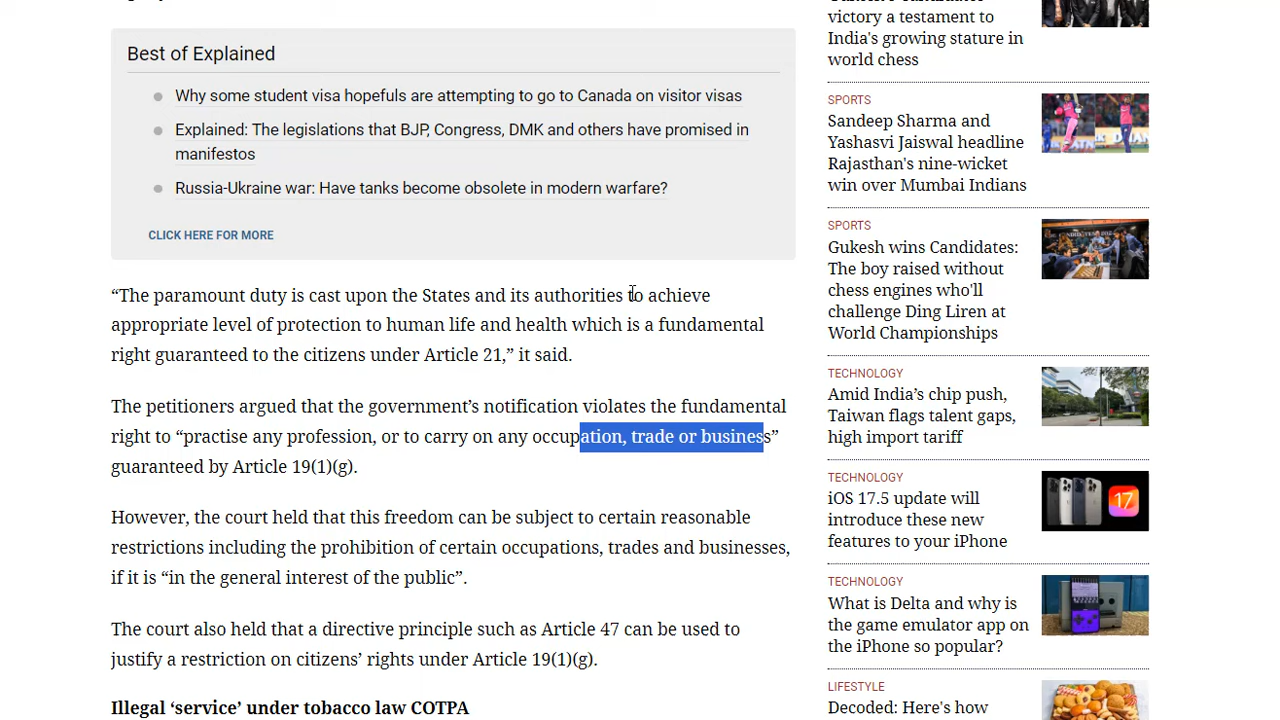 Best of Explained
Why some student visa hopefuls are attempting to go to Canada on visitor visas
Explained: The legislations that BJP, Congress, DMK and others have promised in
manifestos
Russia-Ukraine war: Have tanks become obsolete in modern warfare?
CLICK HERE FOR MORE
“The paramount duty is cast upon the States and its authorities to achieve
appropriate level of protection to human life and health which is a fundamental
right guaranteed to the citizens under Article 21,” it said.
The petitioners argued that the government’s notification violates the fundamental
right to “practise any profession, or to carry on any occupation, trade or business”
guaranteed by Article 19(1)(g).
However, the court held that this freedom can be subject to certain reasonable
restrictions including the prohibition of certain occupations, trades and businesses,
if it is “in the general interest of the public”.
The court also held that a directive principle such as Article 47 can be used to
justify a restriction on citizens’ rights under Article 19(1)(g).
Illegal ‘service’ under tobacco law COTPA
victory a testament to
India's growing stature in
world chess
SPORTS
Sandeep Sharma and
Yashasvi Jaiswal headline
Rajasthan's nine-wicket
win over Mumbai Indians
SPORTS
Gukesh wins Candidates:
The boy raised without
chess engines who'll
challenge Ding Liren at
World Championships
TECHNOLOGY
Amid India’s chip push,
Taiwan flags talent gaps,
high import tariff
TECHNOLOGY
iOS 17.5 update will
introduce these new
features to your iPhone
17
TECHNOLOGY
What is Delta and why is
the game emulator app on
the iPhone so popular?
LIFESTYLE
Decoded: Here's how